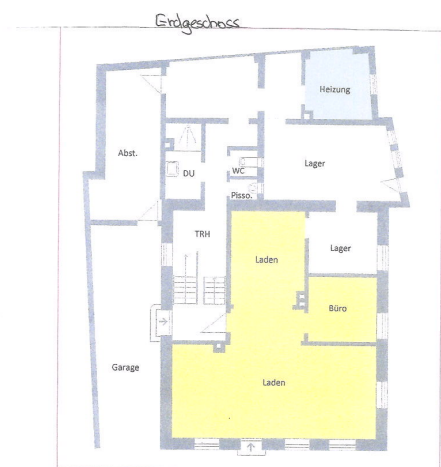 Erdgeschoss
Heizung
Abst.
Lager
DU
WC
Pisso.
TRH
Laden
Lager
Büro
Garage
Laden